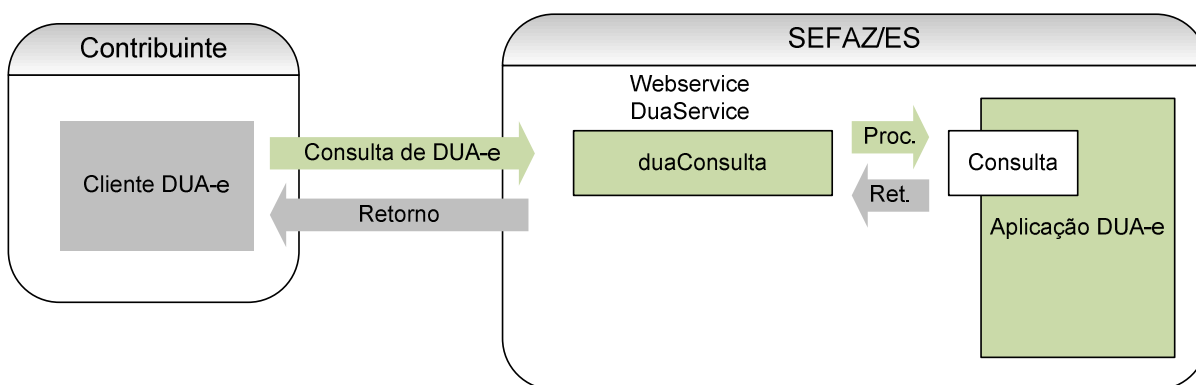 Contribuinte
SEFAZ/ES
Cliente DUA-e
Consulta de DUA-e
Retorno
Webservice
DuaService
duaConsulta
Proc.
Ret.
Consulta
Aplicação DUA-e